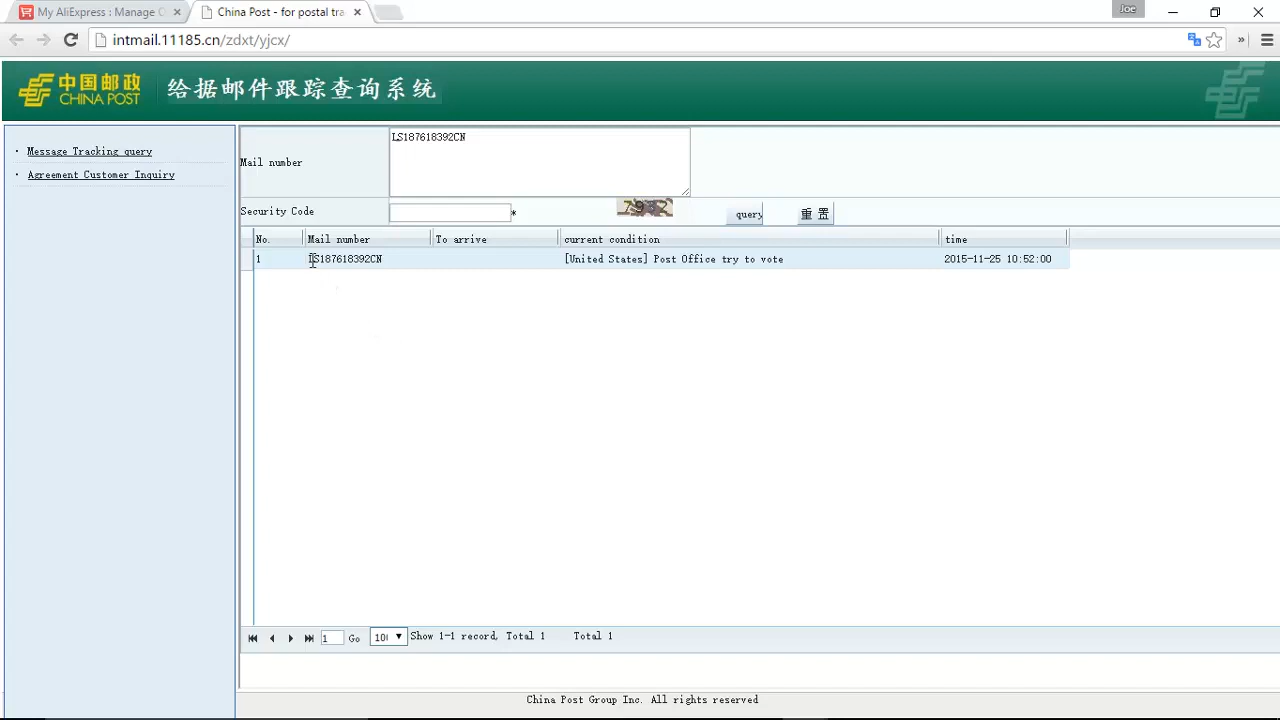 My AliExpress : Manage O
China Post - for postal tra
Joe
intmail.11185.cn/zdxt/yjcx/
中国邮政
CHINA POST
给据邮件跟踪查询系统
· Message Tracking query
· Agreement Customer Inquiry
Mail number
LS187618392CN
Security Code
*
query
重 置
No. Mail number To arrive current condition time
1 LS187618392CN [United States] Post Office try to vote 2015-11-25 10:52:00
1 Go 10 Show 1-1 record, Total 1 Total 1
China Post Group Inc. All rights reserved